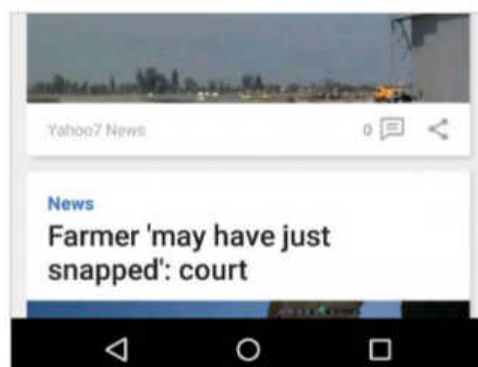 Yahoo7 News
0
News
Farmer 'may have just
snapped': court